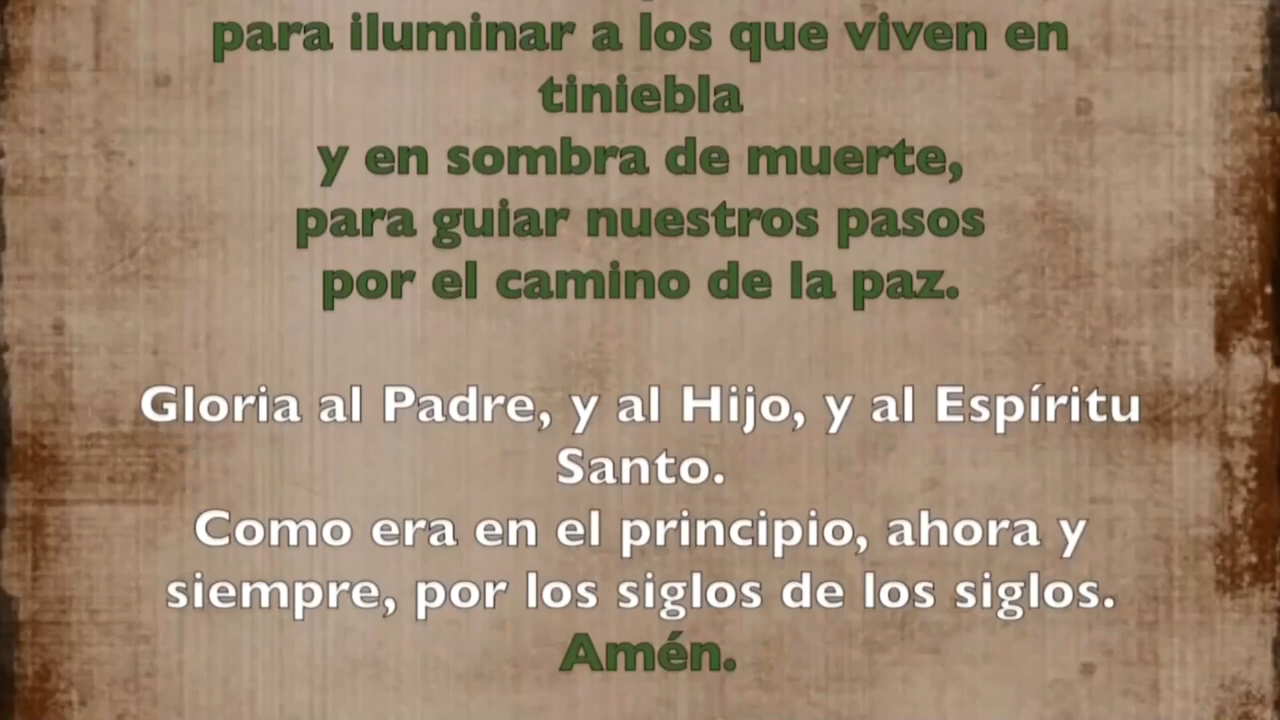 para iluminar a los que viven en
tiniebla
y en sombra de muerte,
para guiar nuestros pasos
por el camino de la paz.
Gloria al Padre, y al Hijo, y al Espíritu
Santo.
Como era en el principio, ahora y
siempre, por los siglos de los siglos.
Amén.